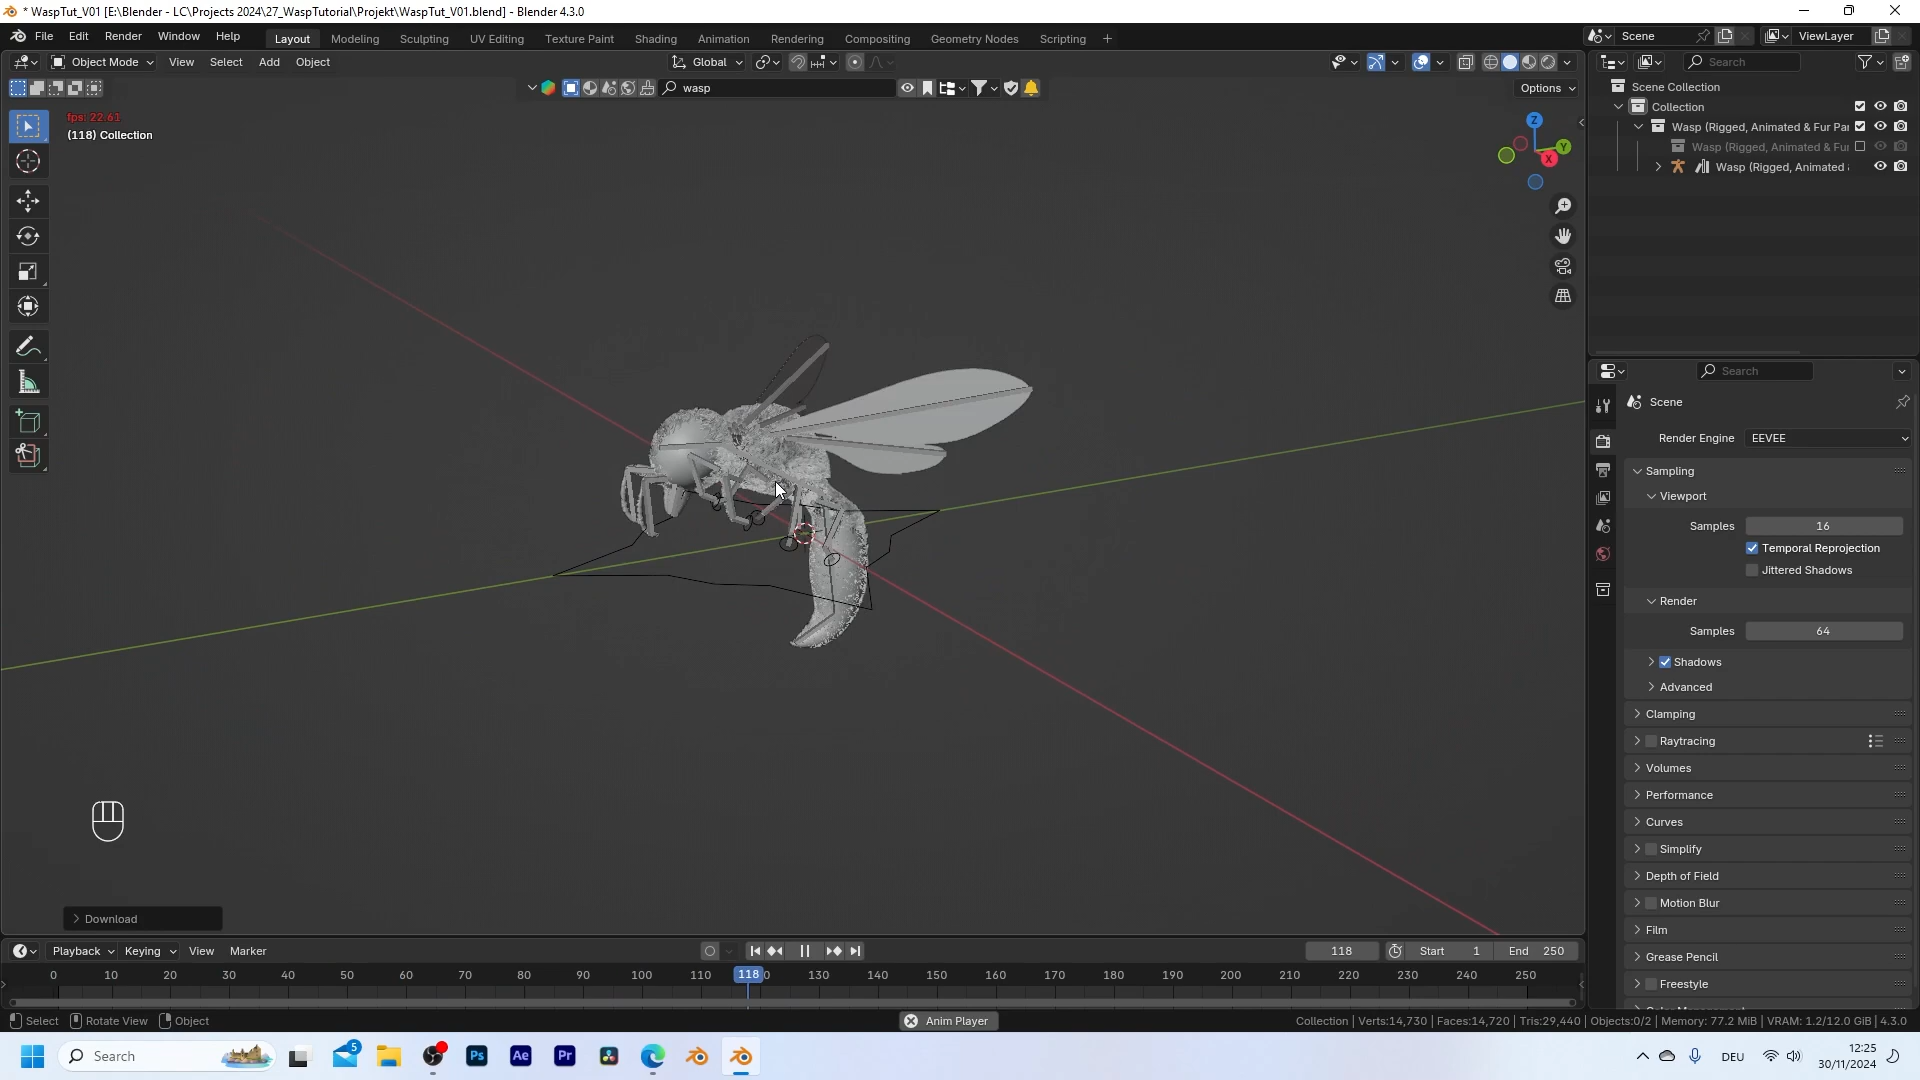 * WaspTut_V01 [E:\Blender - LC\Projects 2024\27_WaspTutorial\Projekt\WaspTut_V01.blend] - Blender 4.3.0
File Edit Render Window Help Layout Modeling Sculpting UV Editing Texture Paint Shading Animation Rendering Compositing Geometry Nodes Scripting + Scene ViewLayer
Object Mode View Select Add Object Global Search
wasp Options
Scene Collection
Collection
Wasp (Rigged, Animated & Fur Pa
Wasp (Rigged, Animated & Fur
Wasp (Rigged, Animated
fps: 22.61
(118) Collection
Z
Y
X
Search
Scene
Render Engine EEVEE
Sampling
Viewport
Samples 16
Temporal Reprojection
Jittered Shadows
Render
Samples 64
Shadows
Advanced
Clamping
Raytracing
Volumes
Performance
Curves
Simplify
Depth of Field
Motion Blur
Film
Grease Pencil
Freestyle
Download
Playback Keying View Marker 118 Start 1 End 250
0 10 20 30 40 50 60 70 80 90 100 110 118 0 130 140 150 160 170 180 190 200 210 220 230 240 250
Select Rotate View Object Anim Player Collection | Verts:14,730 | Faces:14,720 | Tris:29,440 | Objects:0/2 | Memory: 77.2 MiB | VRAM: 1.2/12.0 GiB | 4.3.0
Search 5 Ps Ae Pr DEU 12:25
30/11/2024